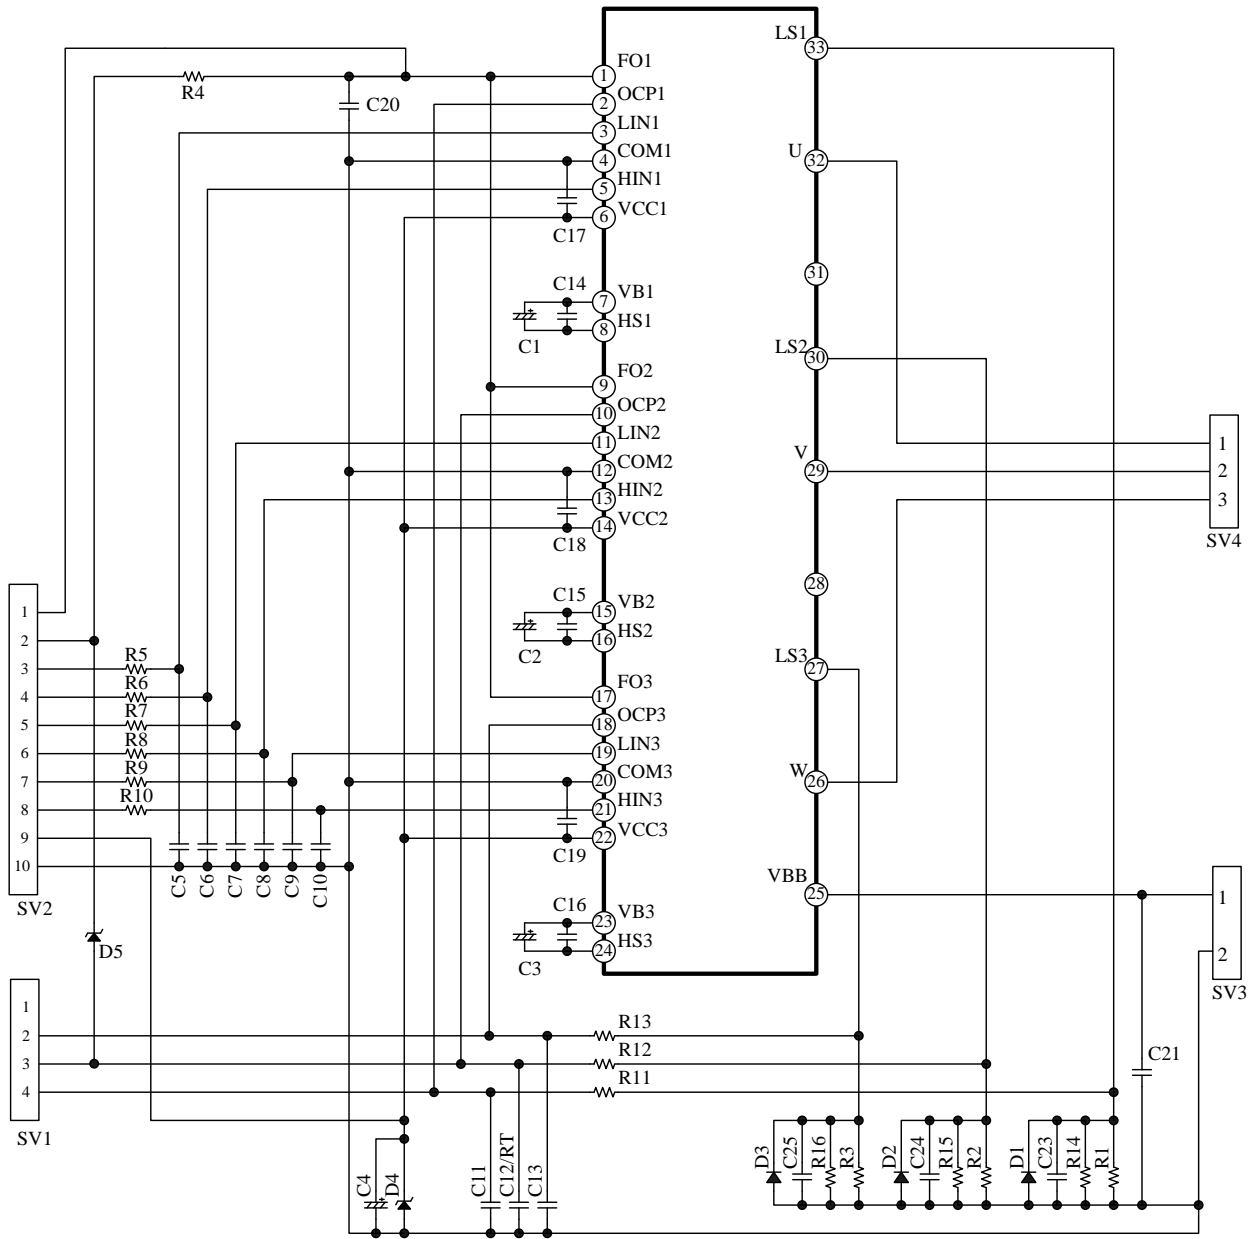 LS1
33
FO1
1
R4
C20
OCP1
2
LIN1
3
COM1
4
U
32
HIN1
5
VCC1
6
C17
31
C14
VB1
7
HS1
8
C1
LS2
30
FO2
9
OCP2
10
LIN2
11
1
COM2
12
V
29
2
HIN2
13
3
VCC2
14
C18
SV4
28
C15
VB2
15
1
HS2
16
2
C2
R5
3
LS3
27
R6
4
FO3
17
R7
5
OCP3
18
R8
6
LIN3
19
R9
7
COM3
20
W
26
R10
8
HIN3
21
9
VCC3
22
C19
10
C5
C6
C7
C8
C9
C10
VBB
25
1
SV2
C16
VB3
23
D5
HS3
24
C3
2
SV3
1
2
R13
3
R12
4
R11
C21
SV1
C4
D4
C11
C12/RT
C13
D3
C25
R16
R3
D2
C24
R15
R2
D1
C23
R14
R1